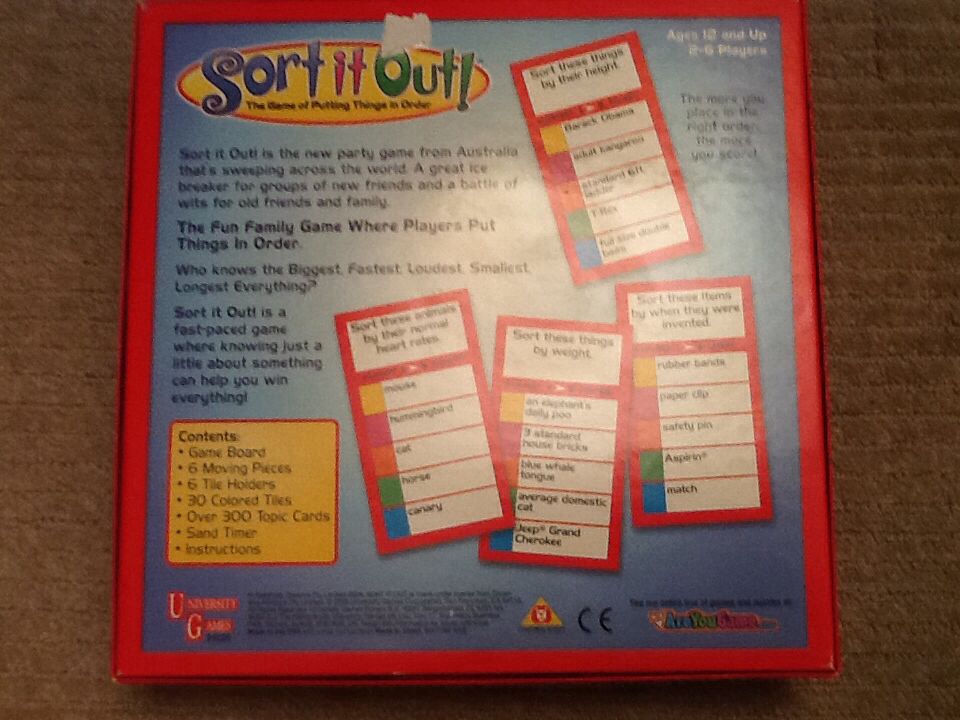 Sort it Out!
The Game of Putting Things in Order
Ages 12 and Up
2-6 Players
Sort it Out! is the new party game from Australia
that's sweeping across the world. A great ice
breaker for groups of new friends and a battle of
wits for old friends and family.
The Fun Family Game Where Players Put
Things In Order.
Who knows the Biggest, Fastest, Loudest, Smallest,
Longest Everything?
Sort it Out! is a
fast-paced game
where knowing just a
little about something
can help you win
everything!
Contents:
• Game Board
• 6 Moving Pieces
• 6 Tile Holders
• 30 Colored Tiles
• Over 300 Topic Cards
• Sand Timer
• Instructions
Sort these things
by their height.
Barack Obama
adult kangaroo
standard 6ft
ladder
T-Rex
full size double
The more you
place in the
right order,
the more
you score!
Sort these animals
by their normal
heart rates.
mouse
hummingbird
cat
horse
canary
Sort these things
by weight.
an elephant's
daily poo
3 standard
house bricks
blue whale
tongue
average domestic
cat
Jeep® Grand
Cherokee
Sort these items
by when they were
invented.
rubber bands
paper clip
safety pin
Aspirin®
match
University
Games
CE
AreYouGame.com